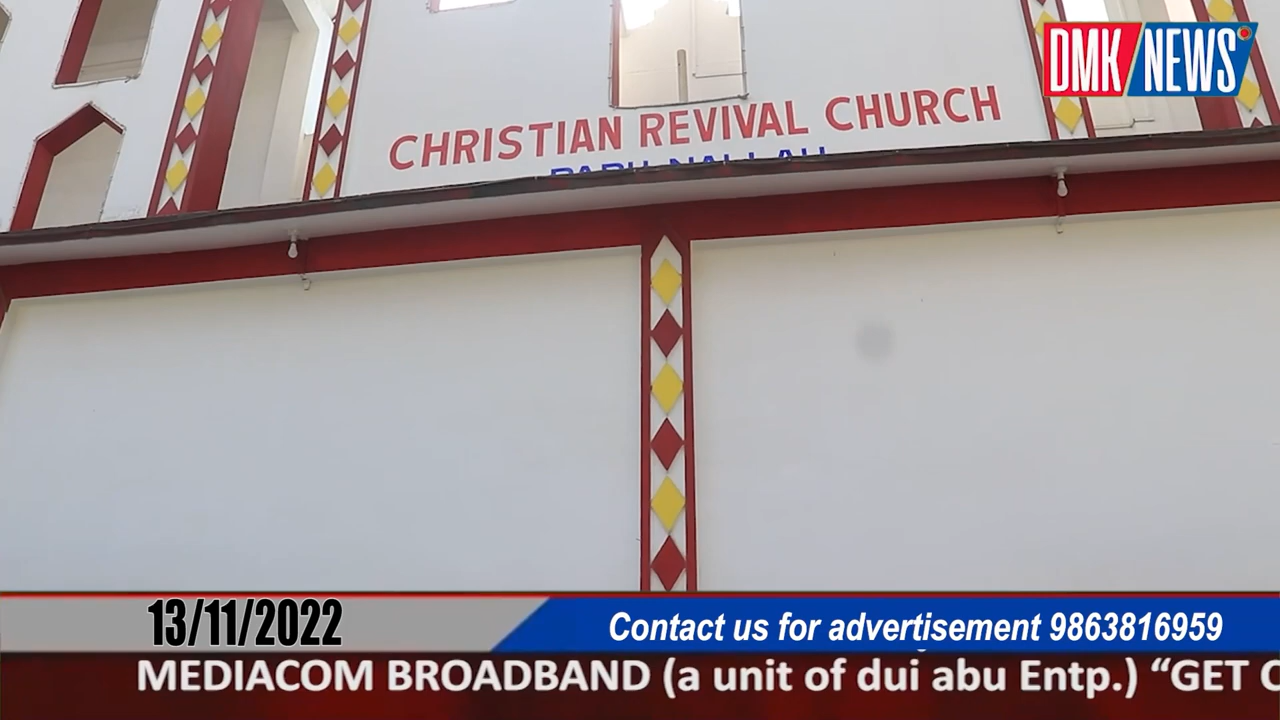 DMK NEWS
CHRISTIAN REVIVAL CHURCH
13/11/2022
Contact us for advertisement 9863816959
MEDIACOM BROADBAND (a unit of dui abu Entp.) “GET